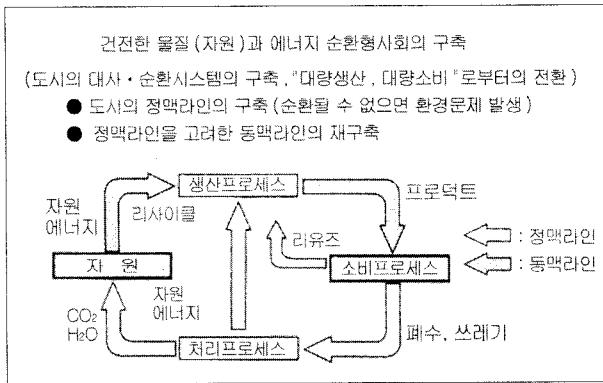 건전한 물질(자원)과 에너지 순환형사회의 구축
(도시의 대사・순환시스템의 구축, "대량생산, 대량소비"로부터의 전환)
● 도시의 정맥라인의 구축(순환될 수 없으면 환경문제 발생)
● 정맥라인을 고려한 동맥라인의 재구축
생산프로세스
프로덕트
자원
에너지
리사이클
리유즈
: 정맥라인
자 원
소비프로세스
: 동맥라인
자원
에너지
CO2
H2O
처리프로세스
폐수, 쓰레기